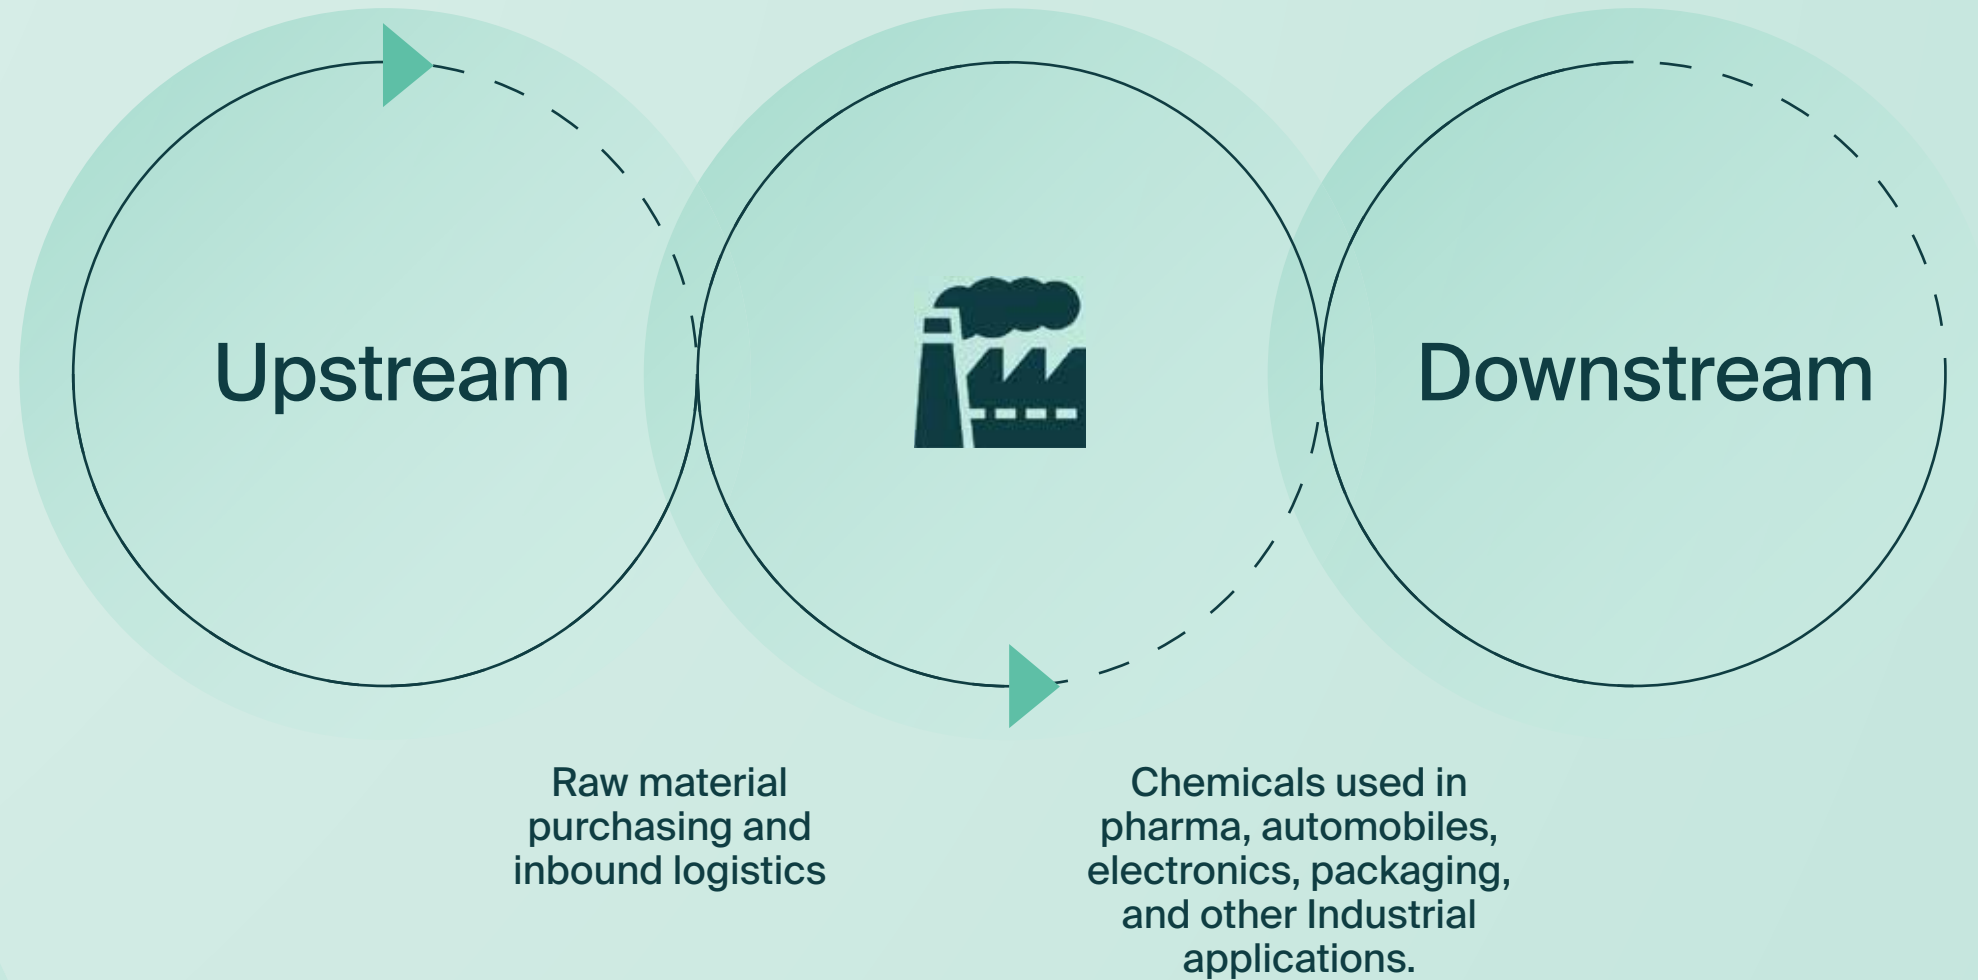 Upstream
Downstream
Raw material
purchasing and
inbound logistics
Chemicals used in
pharma, automobiles,
electronics, packaging,
and other Industrial
applications.